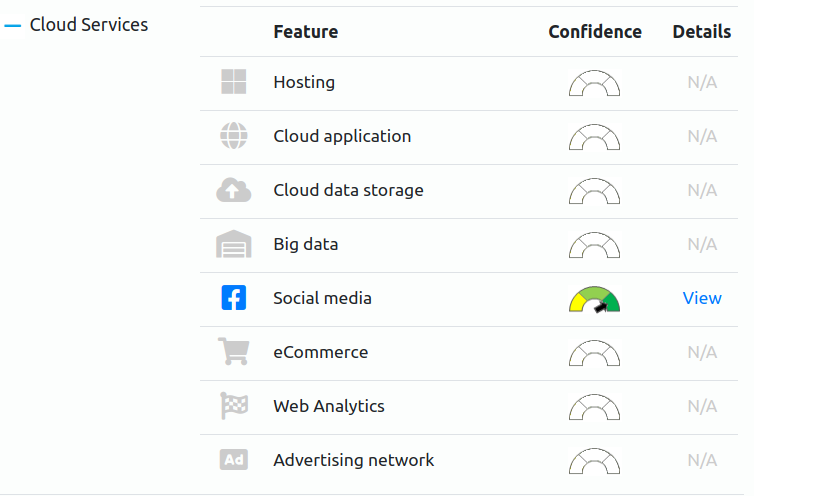 Cloud Services
Feature Confidence Details
Hosting N/A
Cloud application N/A
Cloud data storage N/A
Big data N/A
Social media View
eCommerce N/A
Web Analytics N/A
Ad Advertising network N/A